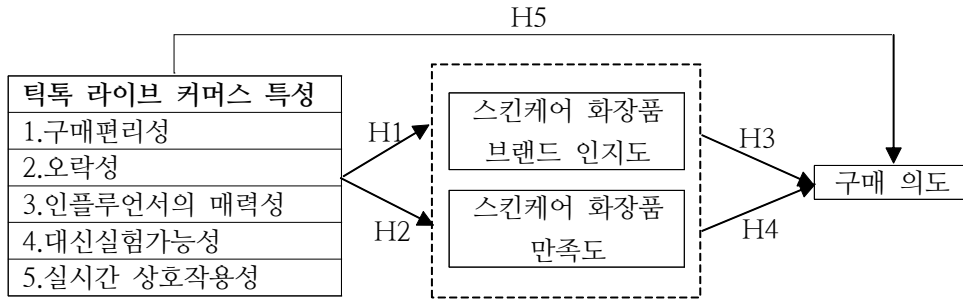 H5
틱톡 라이브 커머스 특성
1.구매편리성
2.오락성
3.인플루언서의 매력성
4.대신실험가능성
5.실시간 상호작용성
H1
H2
스킨케어 화장품
브랜드 인지도
스킨케어 화장품
만족도
H3
H4
구매 의도